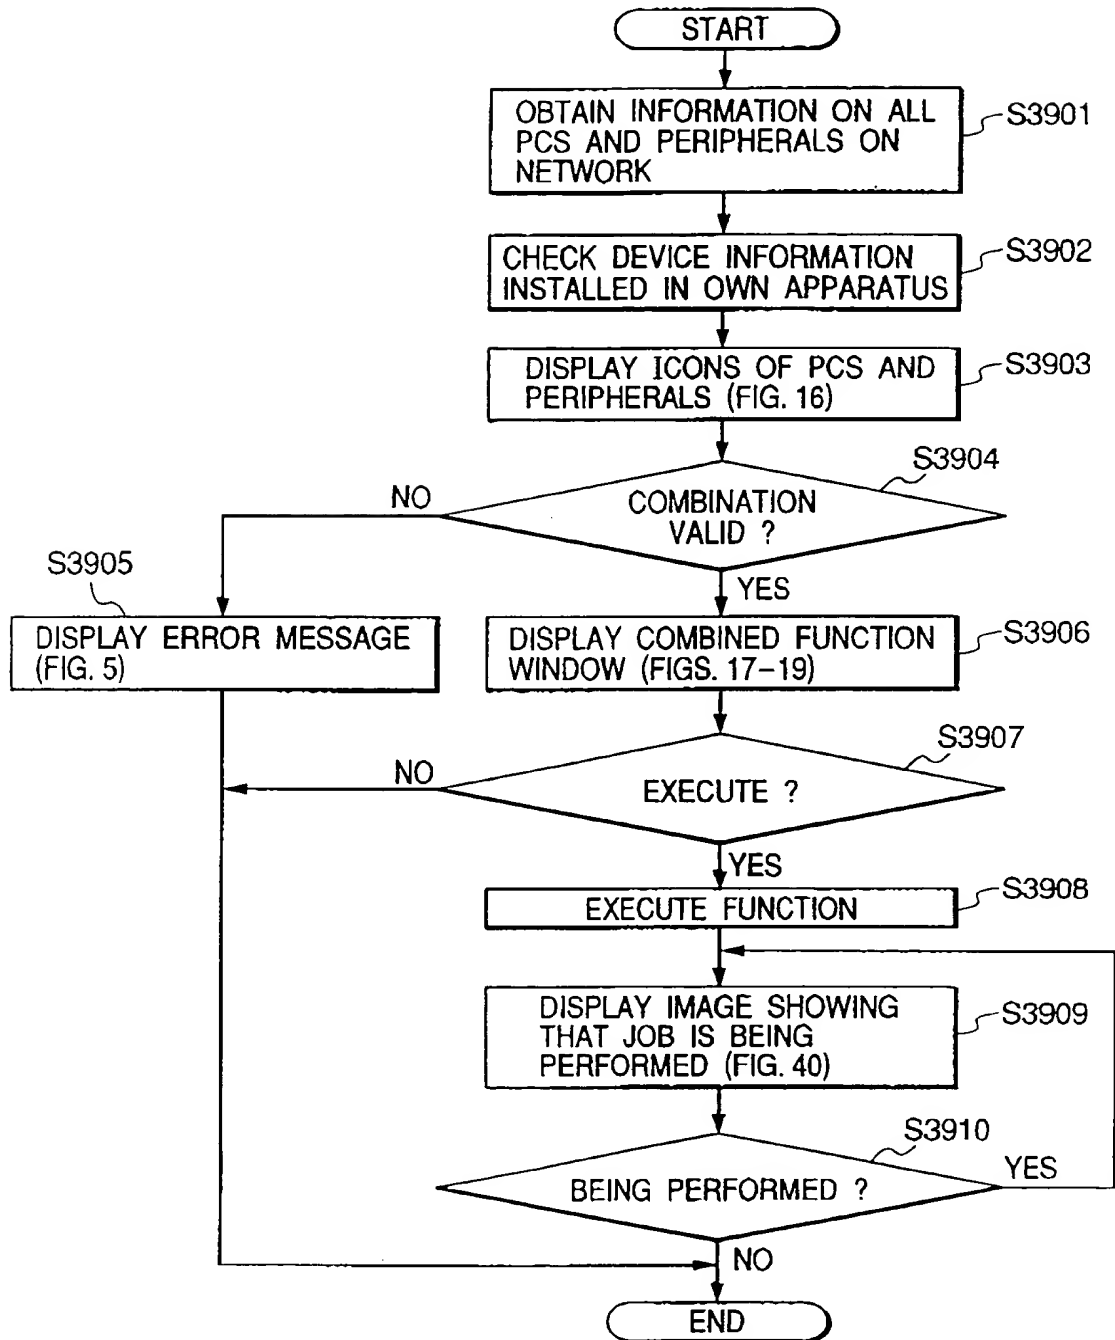 START
OBTAIN INFORMATION ON ALL
PCS AND PERIPHERALS ON
NETWORK
S3901
CHECK DEVICE INFORMATION
INSTALLED IN OWN APPARATUS
S3902
DISPLAY ICONS OF PCS AND
PERIPHERALS (FIG. 16)
S3903
S3904
NO
COMBINATION
VALID ?
YES
S3905
DISPLAY ERROR MESSAGE
(FIG. 5)
DISPLAY COMBINED FUNCTION
WINDOW (FIGS. 17-19)
S3906
S3907
NO
EXECUTE ?
YES
EXECUTE FUNCTION
S3908
DISPLAY IMAGE SHOWING
THAT JOB IS BEING
PERFORMED (FIG. 40)
S3909
S3910
BEING PERFORMED ?
YES
NO
END